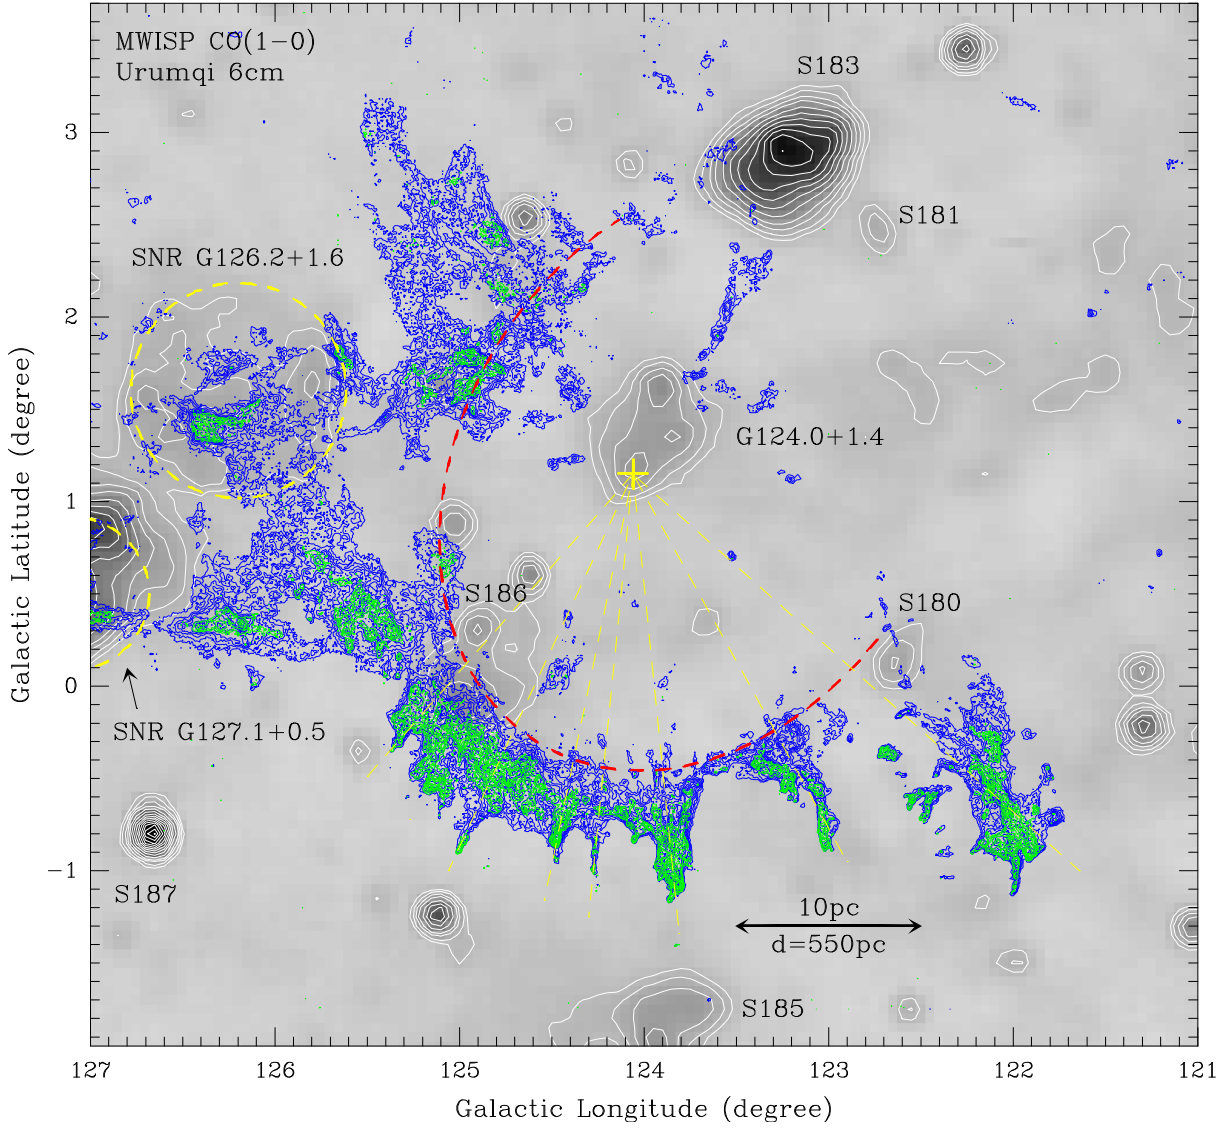 MWISP CO(1−0)
Urumqi 6cm
S183
S181
SNR G126.2+1.6
G124.0+1.4
S186
S180
SNR G127.1+0.5
S187
10pc
d=550pc
S185
3
2
1
0
−1
Galactic Latitude (degree)
127 126 125 124 123 122 121
Galactic Longitude (degree)